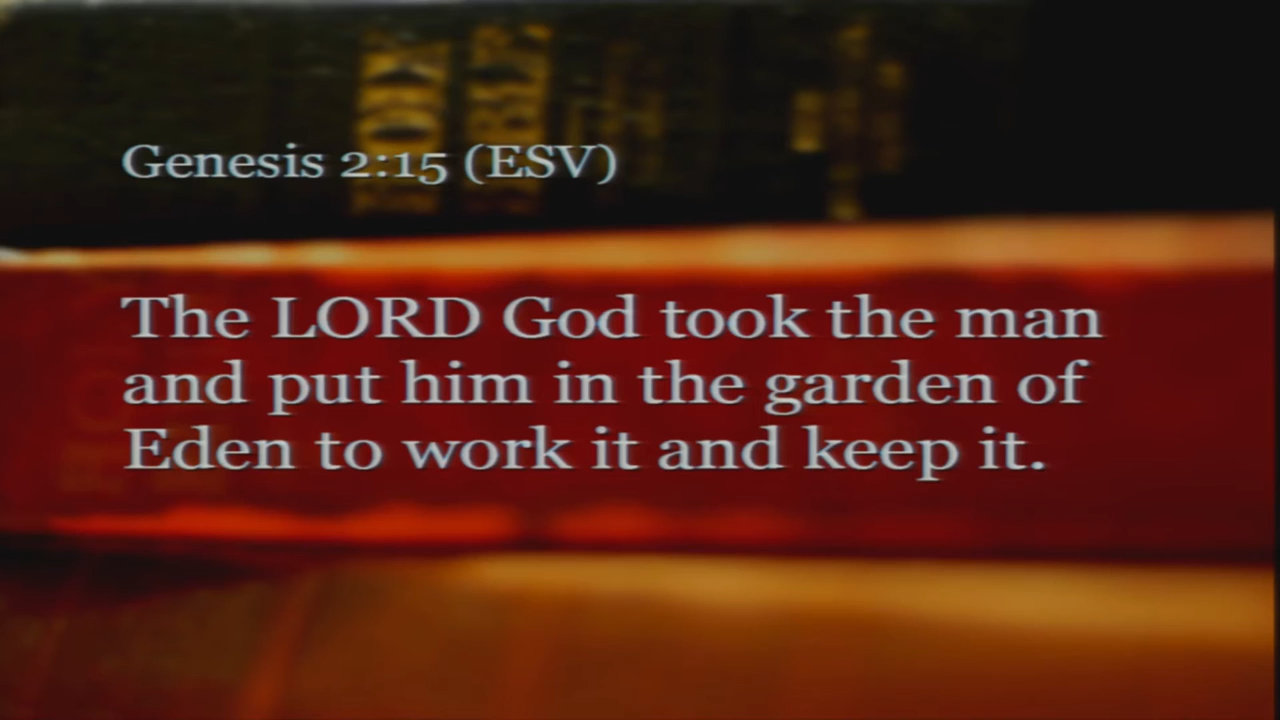 Genesis 2:15 (ESV)
The LORD God took the man
and put him in the garden of
Eden to work it and keep it.